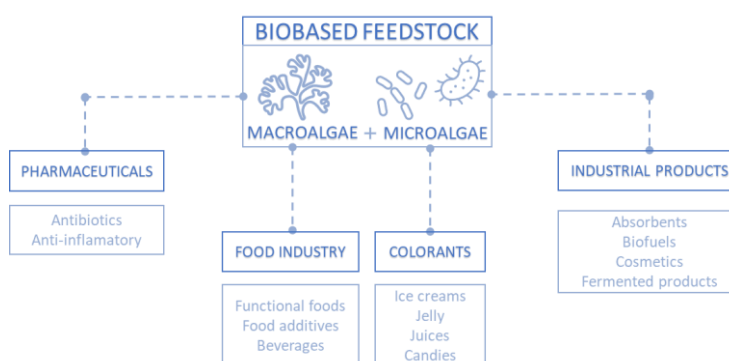 BIOBASED FEEDSTOCK
MACROALGAE + MICROALGAE
PHARMACEUTICALS
Antibiotics
Anti-inflamatory
FOOD INDUSTRY
Functional foods
Food additives
Beverages
COLORANTS
Ice creams
Jelly
Juices
Candies
INDUSTRIAL PRODUCTS
Absorbents
Biofuels
Cosmetics
Fermented products